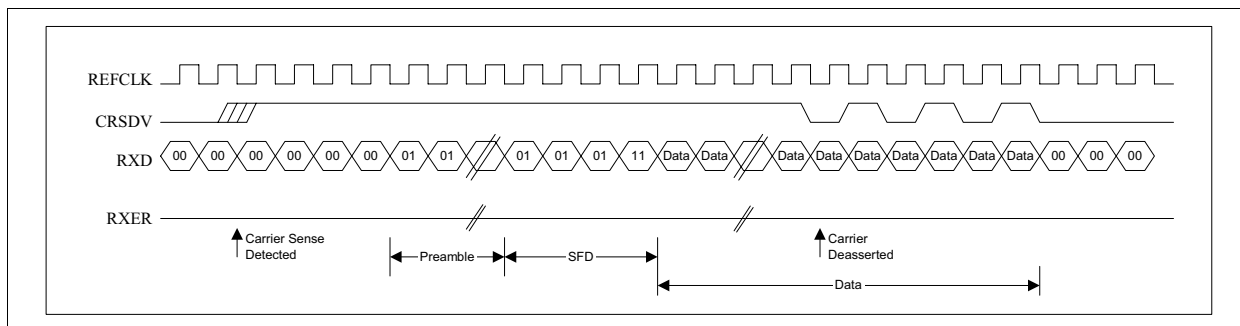 REFCLK
CRSDV
RXD 00 00 00 00 00 00 01 01 01 01 01 11 Data Data Data Data Data Data Data Data Data 00 00 00
RXER
Carrier Sense
Detected
Preamble
SFD
Carrier
Deasserted
Data